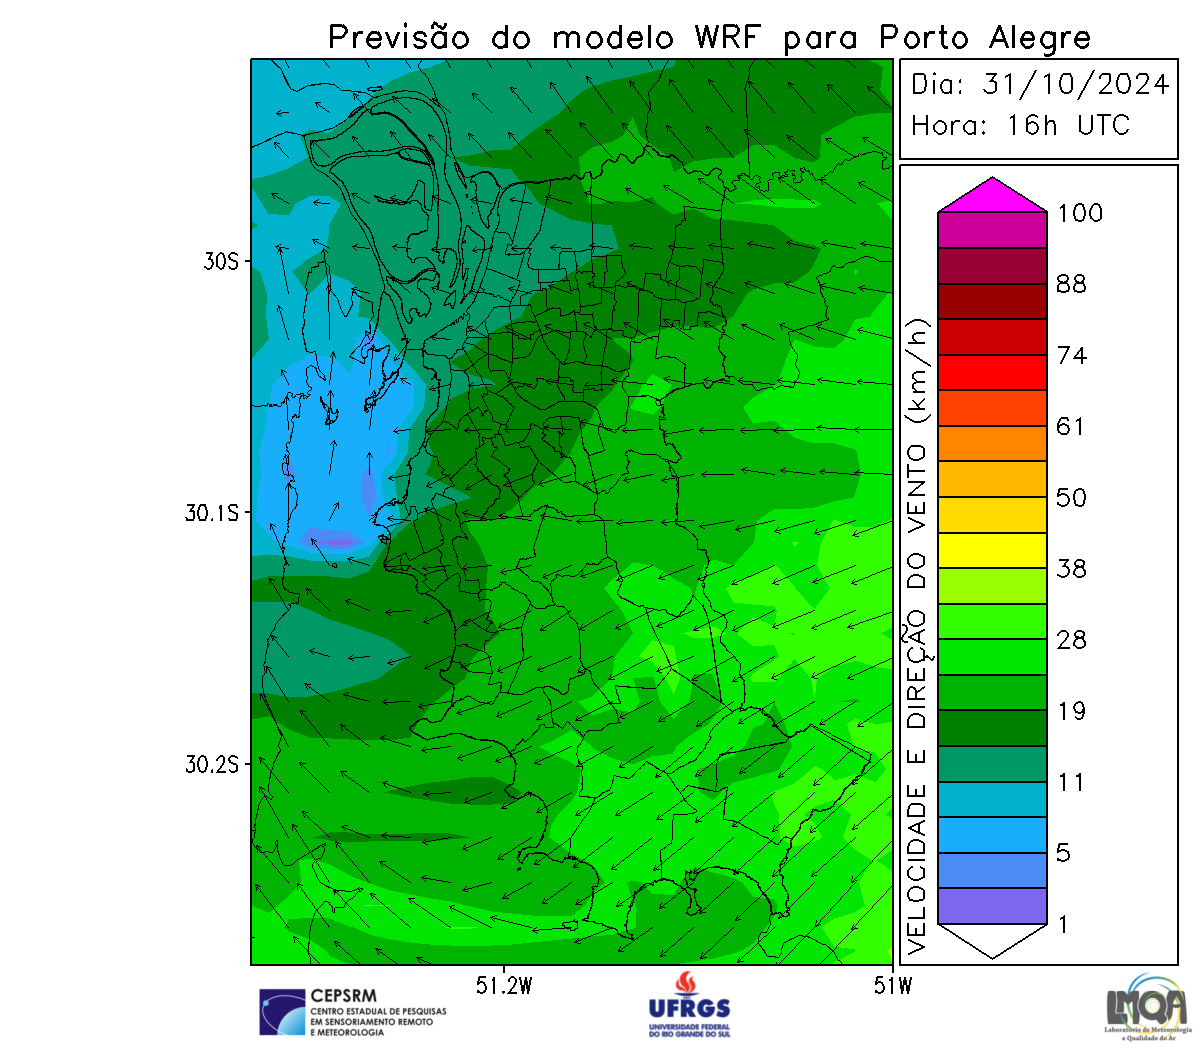 Previsão do modelo WRF para Porto Alegre
Dia: 31/10/2024
Hora: 16h UTC
VELOCIDADE E DIREÇÃO DO VENTO (km/h)
100
88
74
61
50
38
28
19
11
5
1
30S
30.1S
30.2S
51.2W
51W
CEPSRM
CENTRO ESTADUAL DE PESQUISAS
EM SENSORIAMENTO REMOTO
E METEOROLOGIA
UFRGS
UNIVERSIDADE FEDERAL
DO RIO GRANDE DO SUL
LMQA
Laboratório de Meteorologia
e Qualidade do Ar